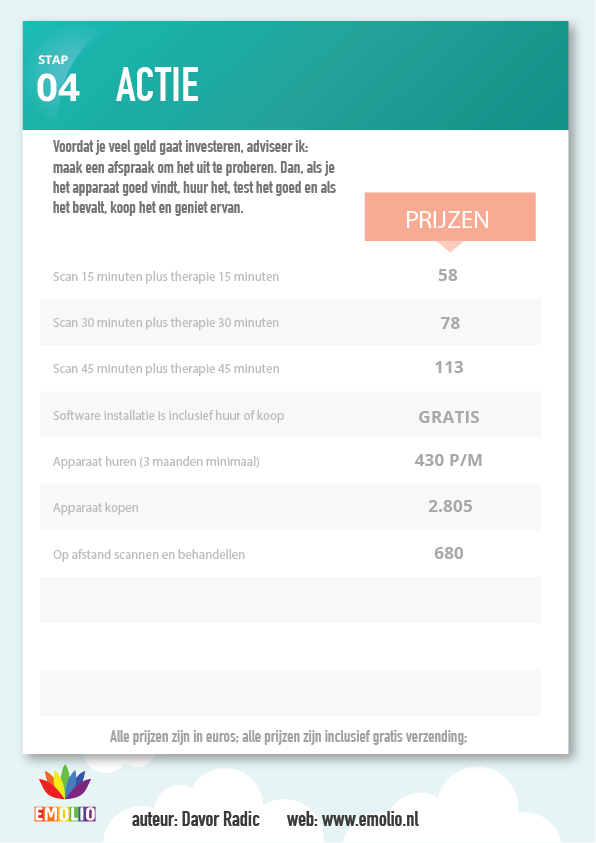 STAP
04 ACTIE
Voordat je veel geld gaat investeren, adviseer ik:
maak een afspraak om het uit te proberen. Dan, als je
het apparaat goed vindt, huur het, test het goed en als
het bevalt, koop het en geniet ervan.
PRIJZEN
Scan 15 minuten plus therapie 15 minuten 58
Scan 30 minuten plus therapie 30 minuten 78
Scan 45 minuten plus therapie 45 minuten 113
Software installatie is inclusief huur of koop GRATIS
Apparaat huren (3 maanden minimaal) 430 P/M
Apparaat kopen 2.805
Op afstand scannen en behandellen 680
Alle prijzen zijn in euros; alle prijzen zijn inclusief gratis verzending;
EMOLIO
auteur: Davor Radic web: www.emolio.nl